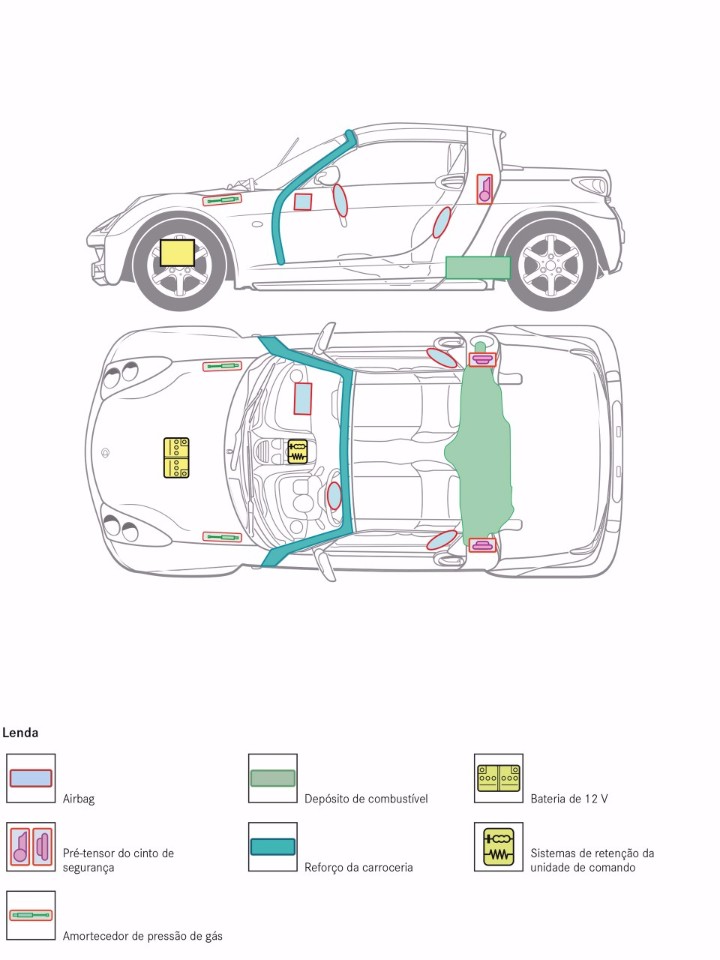 Lenda
Airbag
Depósito de combustível
Bateria de 12 V
Pré-tensor do cinto de
segurança
Reforço da carroceria
Sistemas de retenção da
unidade de comando
Amortecedor de pressão de gás